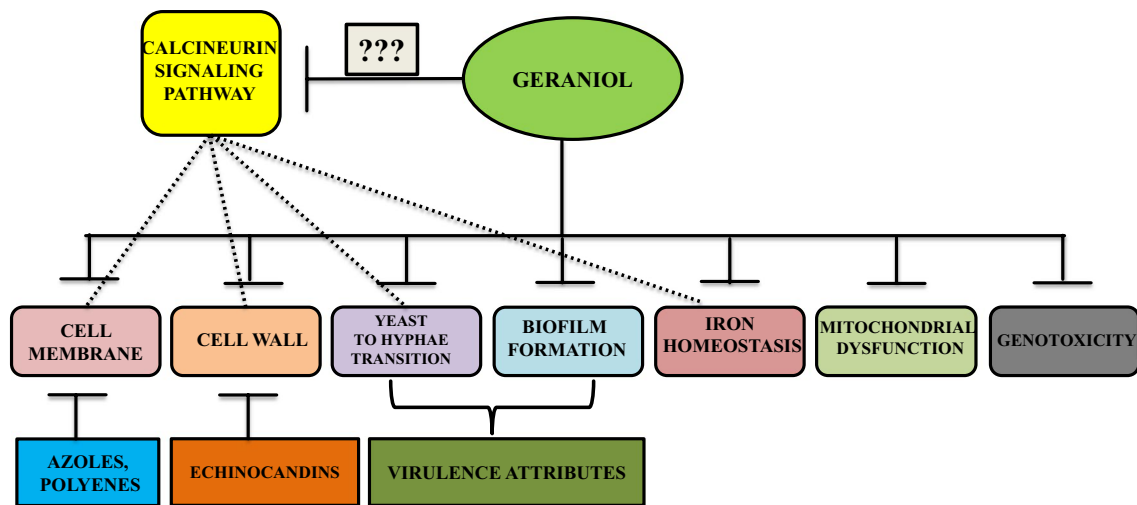 CALCINEURIN
SIGNALING
PATHWAY
???
GERANIOL
CELL
MEMBRANE
CELL WALL
YEAST
TO HYPHAE
TRANSITION
BIOFILM
FORMATION
IRON
HOMEOSTASIS
MITOCHONDRIAL
DYSFUNCTION
GENOTOXICITY
AZOLES,
POLYENES
ECHINOCANDINS
VIRULENCE ATTRIBUTES